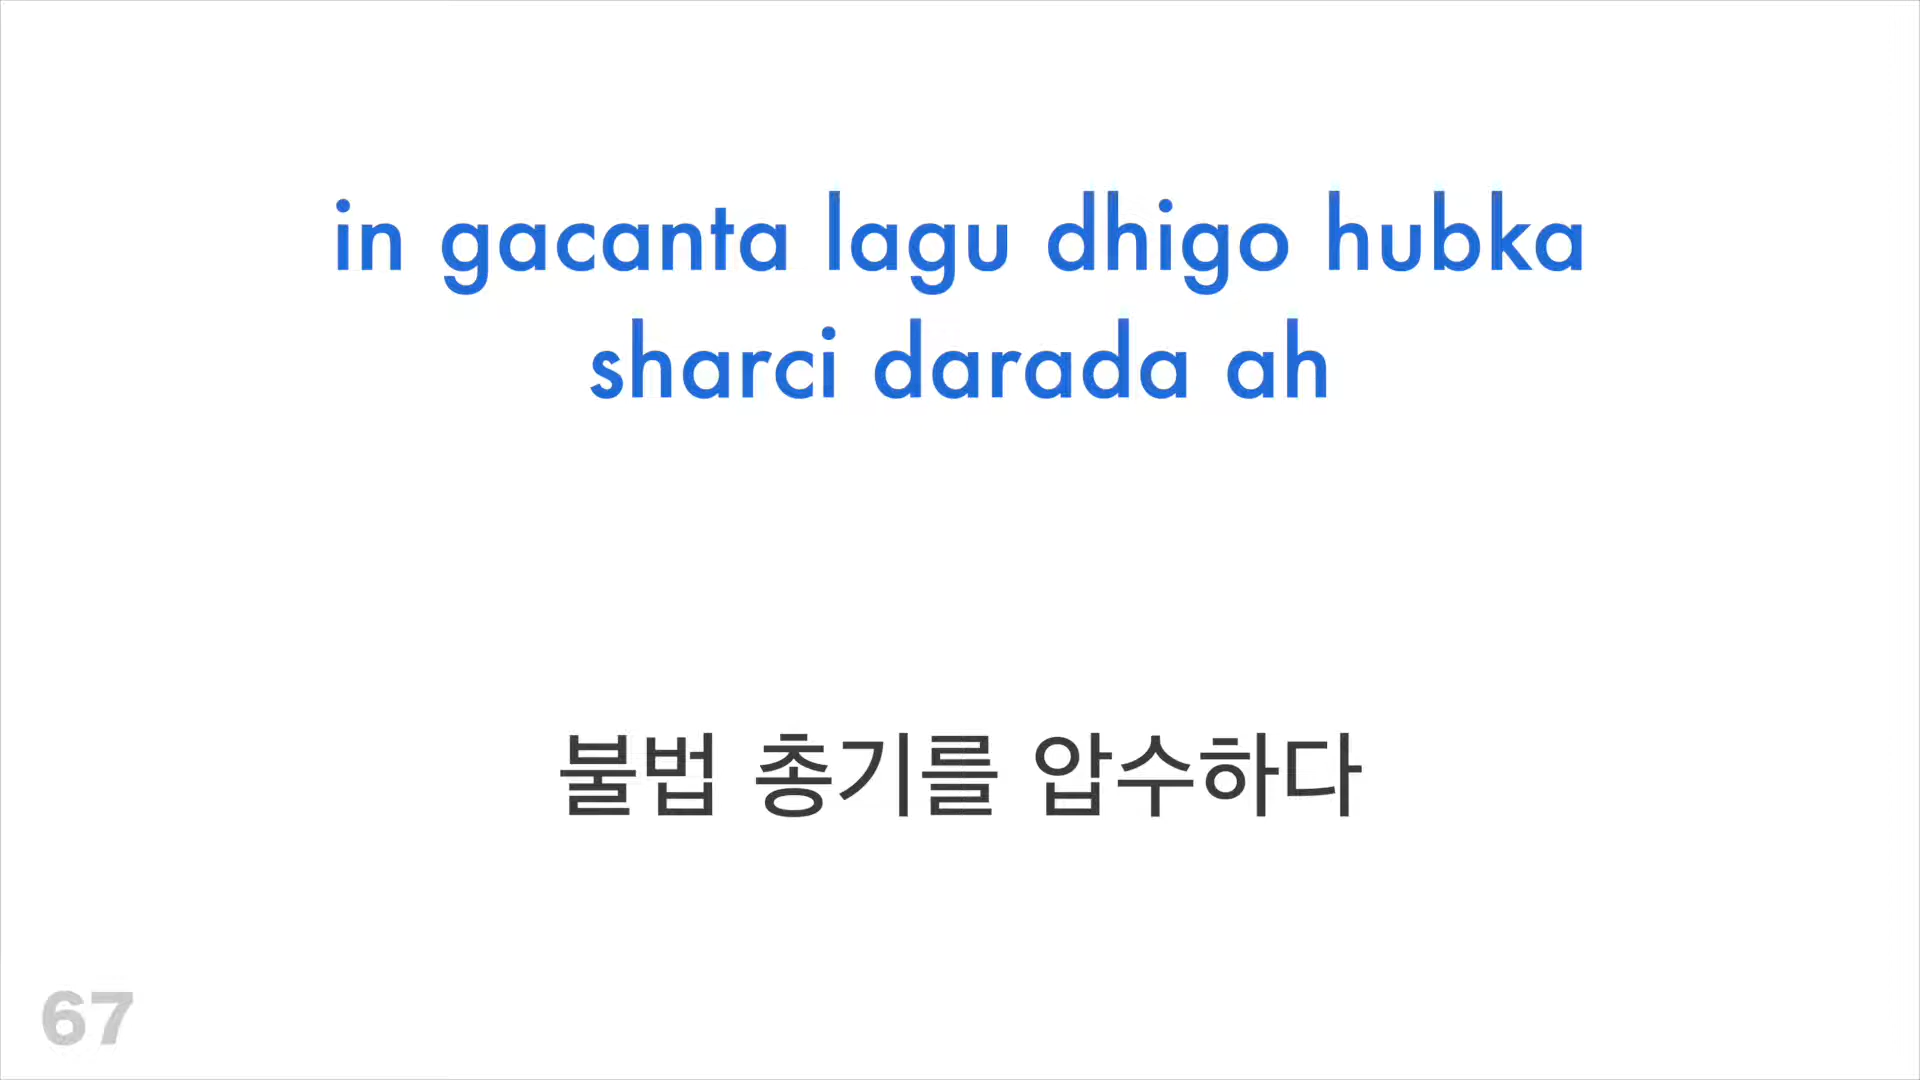 in gacanta lagu dhigo hubka
sharci darada ah
불법 총기를 압수하다
67